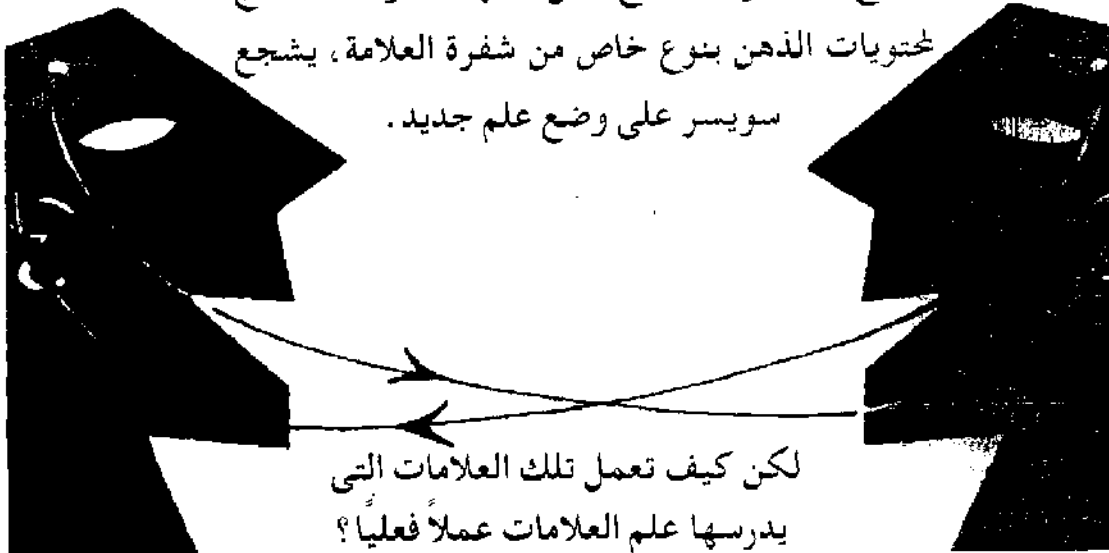 لمحتويات الذهن بنوع خاص من شفرة العلامة، يشجع
سويسر على وضع علم جديد.
لكن كيف تعمل تلك العلامات التى
يدرسها علم العلامات عملاً فعليًا؟